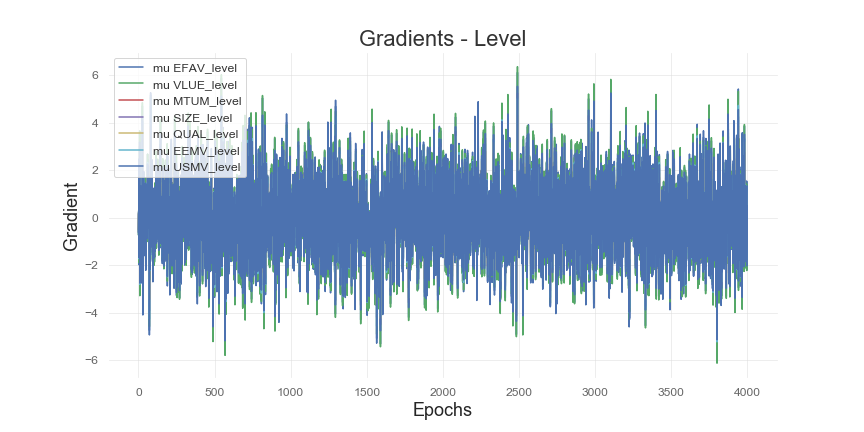 Gradients - Level
mu EFAV_level
mu VLUE_level
mu MTUM_level
mu SIZE_level
mu QUAL_level
mu EEMV_level
mu USMV_level
6
4
2
0
−2
−4
−6
Gradient
0 500 1000 1500 2000 2500 3000 3500 4000
Epochs